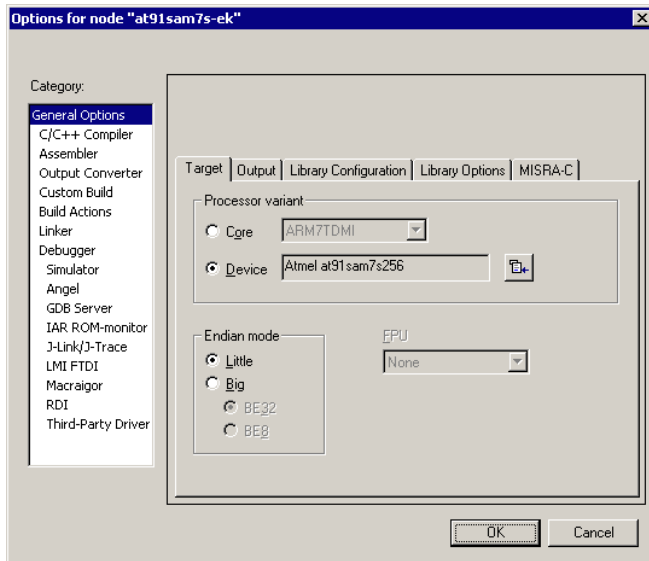 Options for node "at91sam7s-ek"
Category:
General Options
C/C++ Compiler
Assembler
Output Converter
Custom Build
Build Actions
Linker
Debugger
Simulator
Angel
GDB Server
IAR ROM-monitor
J-Link/J-Trace
LMI FTDI
Macraigor
RDI
Third-Party Driver
Target Output Library Configuration Library Options MISRA-C
Processor variant
Core ARM7TDMI
Device Atmel at91sam7s256
Endian mode
Little
Big
BE32
BE8
FPU
None
OK Cancel